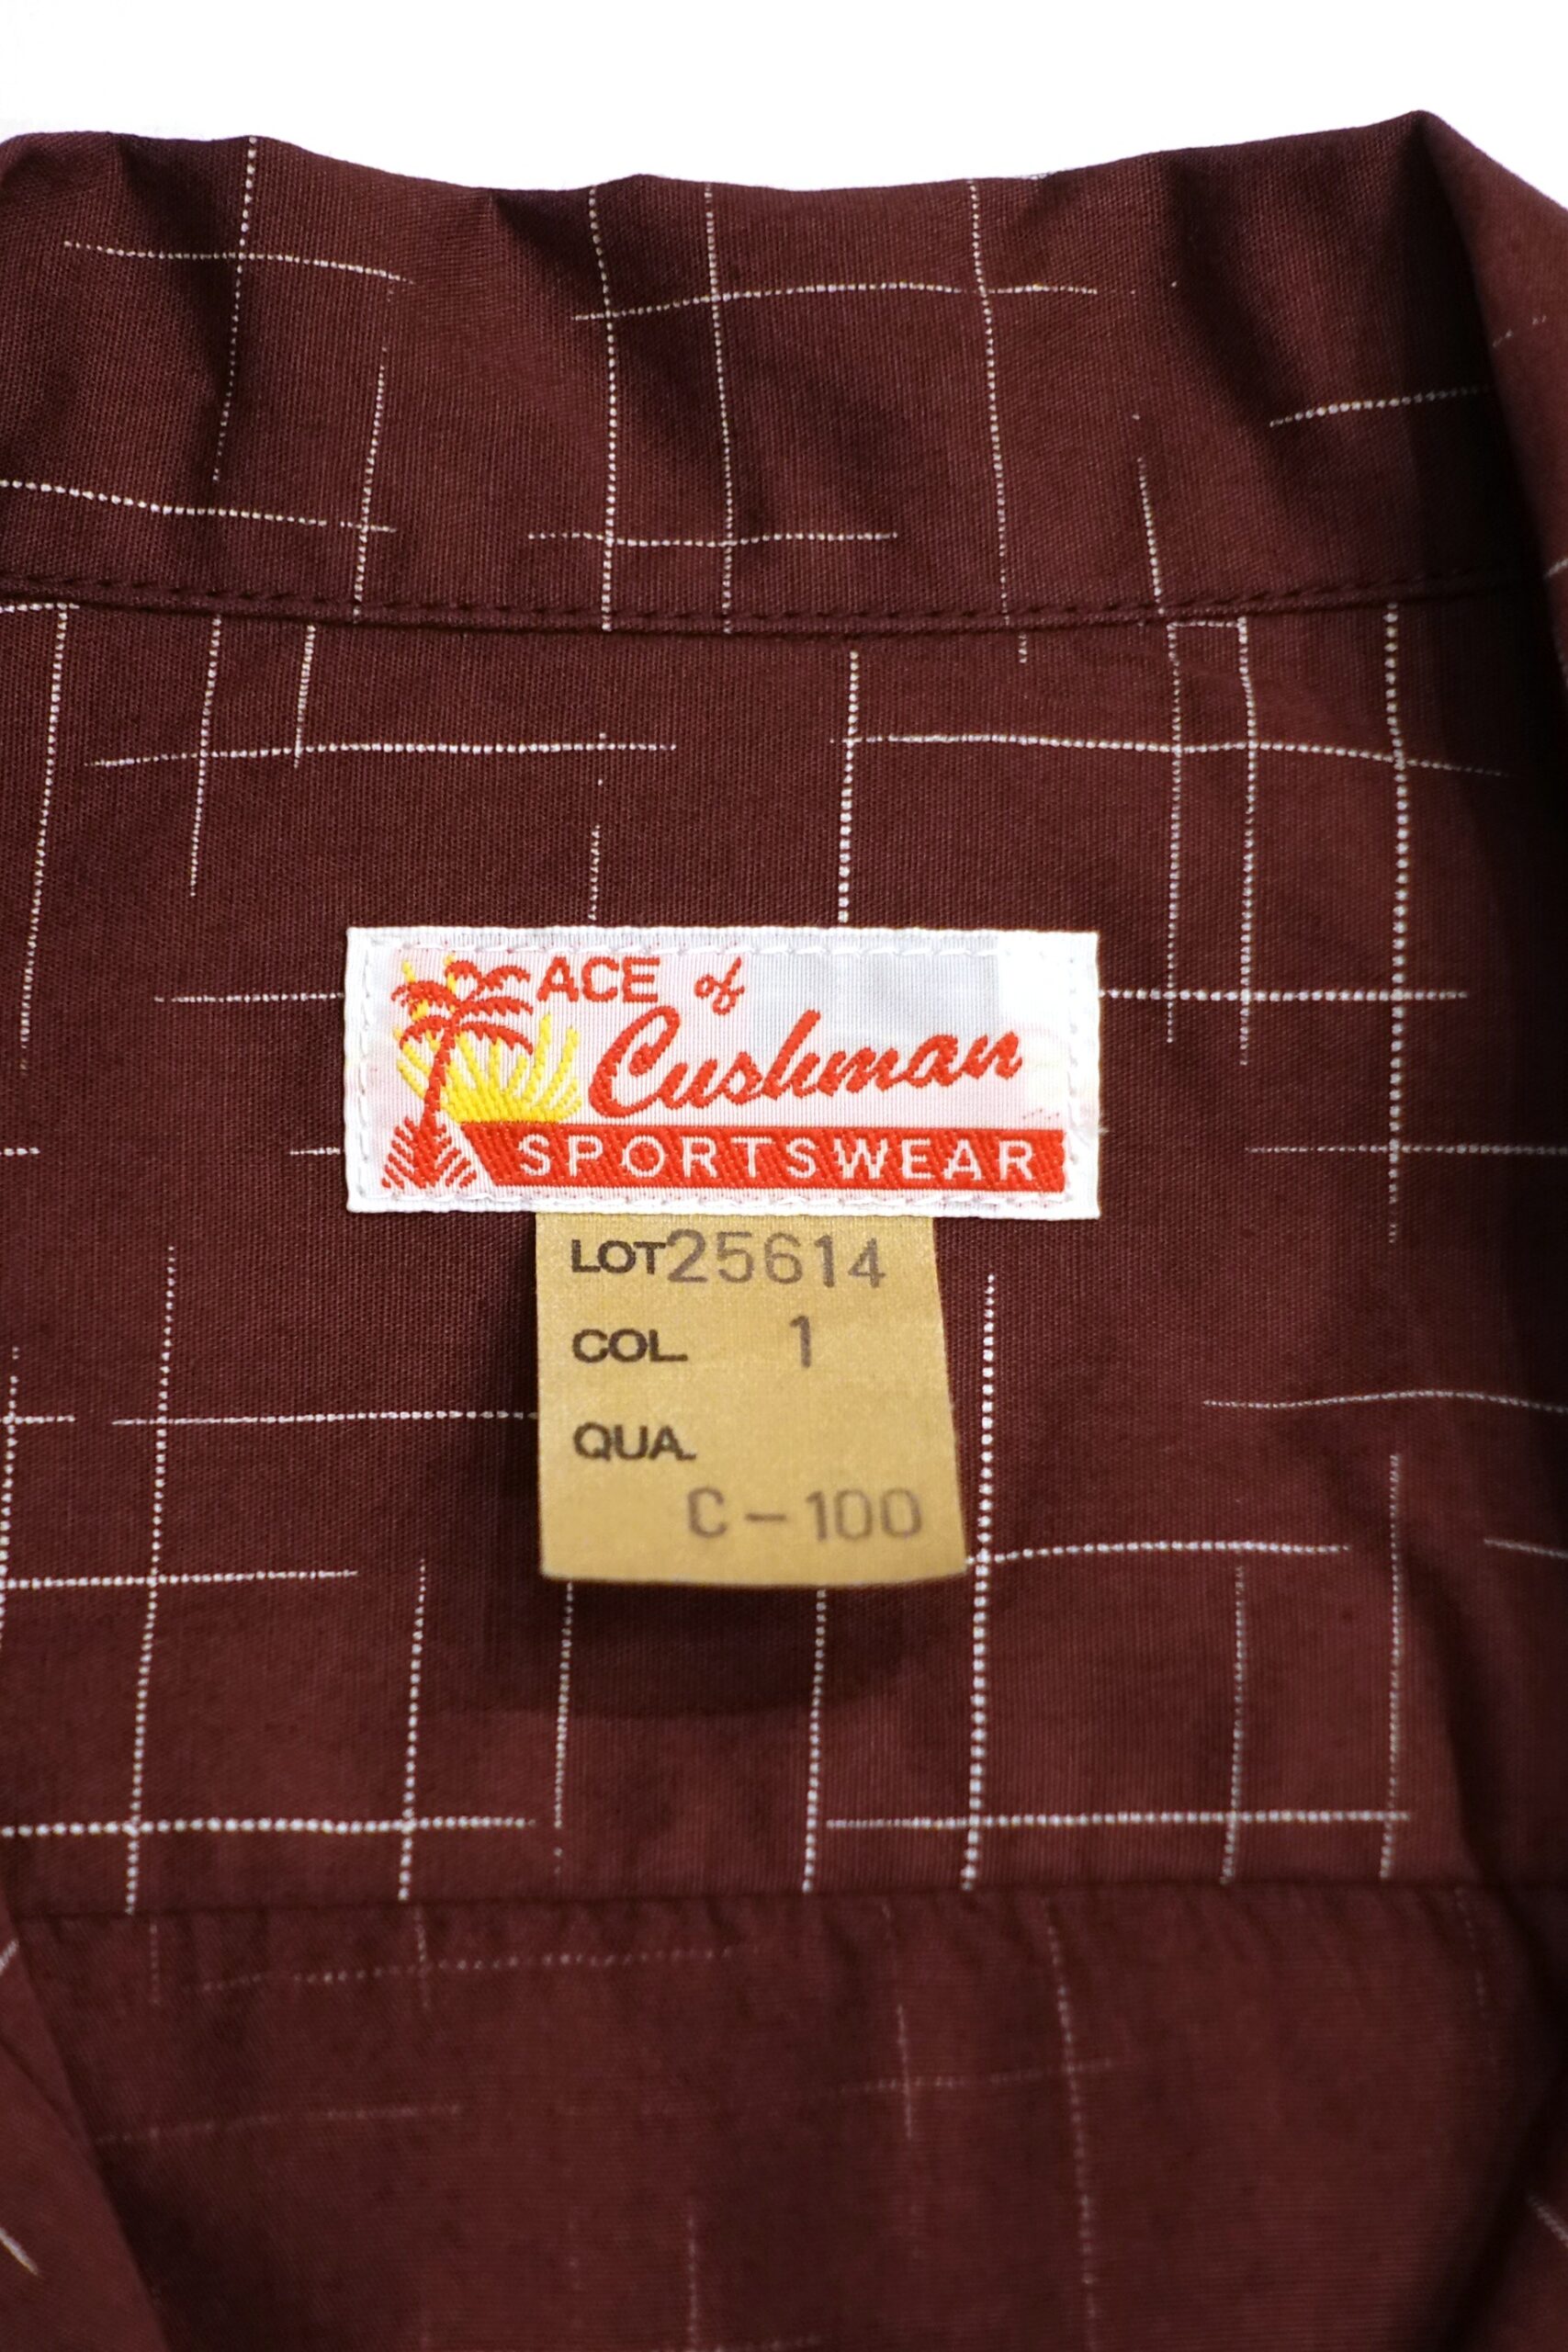 ACE of
Cushman
SPORTSWEAR
LOT 25614
COL. 1
QUA.
C-100